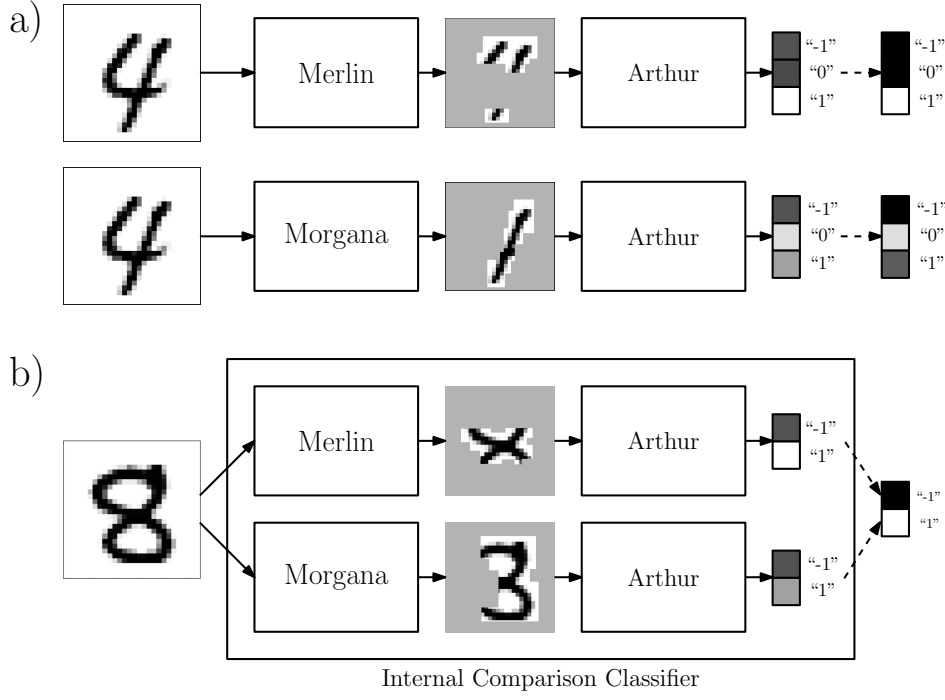 a)
Merlin
Arthur
“-1”
“0”
“1”
“-1”
“0”
“1”
Morgana
Arthur
“-1”
“0”
“1”
“-1”
“0”
“1”
b)
Merlin
Arthur
“-1”
“1”
Morgana
Arthur
“-1”
“1”
“-1”
“1”
Internal Comparison Classifier